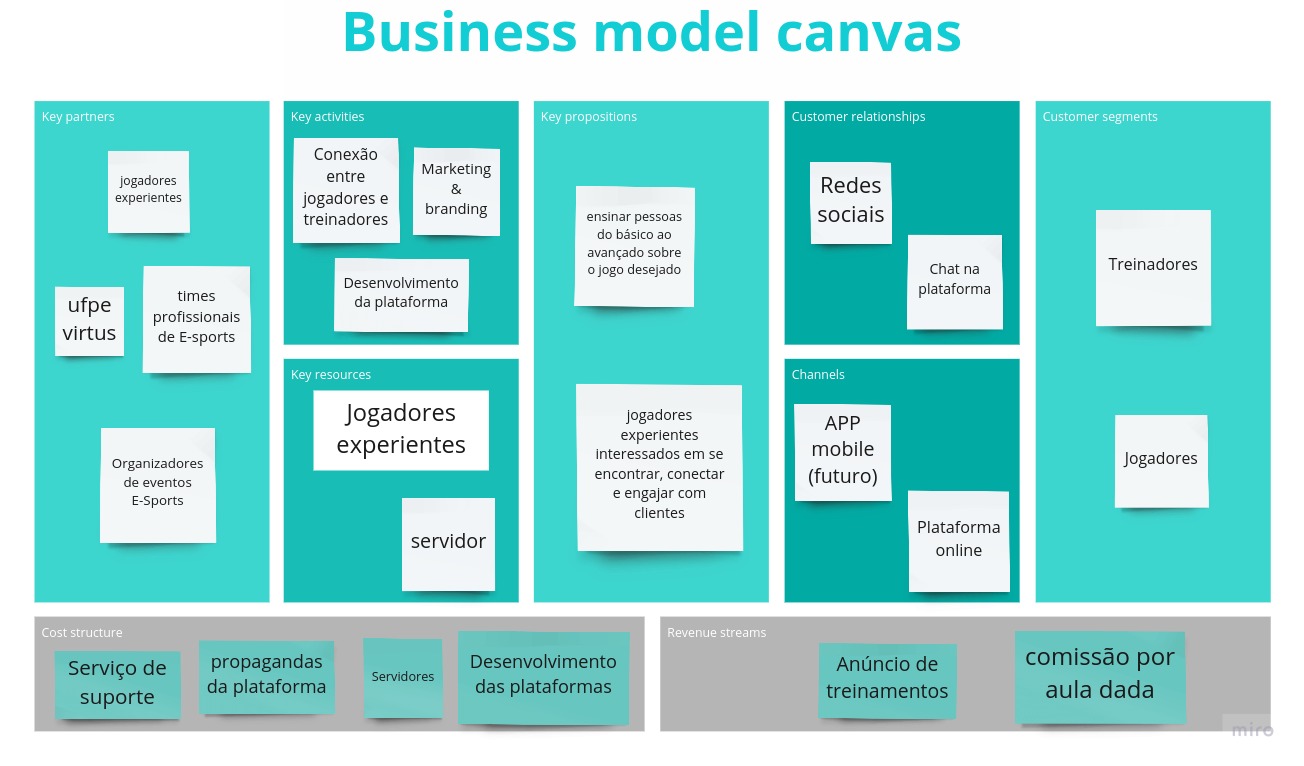 Business model canvas
Key partners
jogadores
experientes
ufpe
virtus
times
profissionais
de E-sports
Organizadores
de eventos
E-Sports
Key activities
Conexão
entre
jogadores e
treinadores
Marketing
&
branding
Desenvolvimento
da plataforma
Key resources
Jogadores
experientes
servidor
Key propositions
ensinar pessoas
do básico ao
avançado sobre
o jogo desejado
jogadores
experientes
interessados em se
encontrar, conectar
e engajar com
clientes
Customer relationships
Redes
sociais
Chat na
plataforma
Channels
APP
mobile
(futuro)
Plataforma
online
Customer segments
Treinadores
Jogadores
Cost structure
Serviço de
suporte
propagandas
da plataforma
Servidores
Desenvolvimento
das plataformas
Revenue streams
Anúncio de
treinamentos
comissão por
aula dada
miro